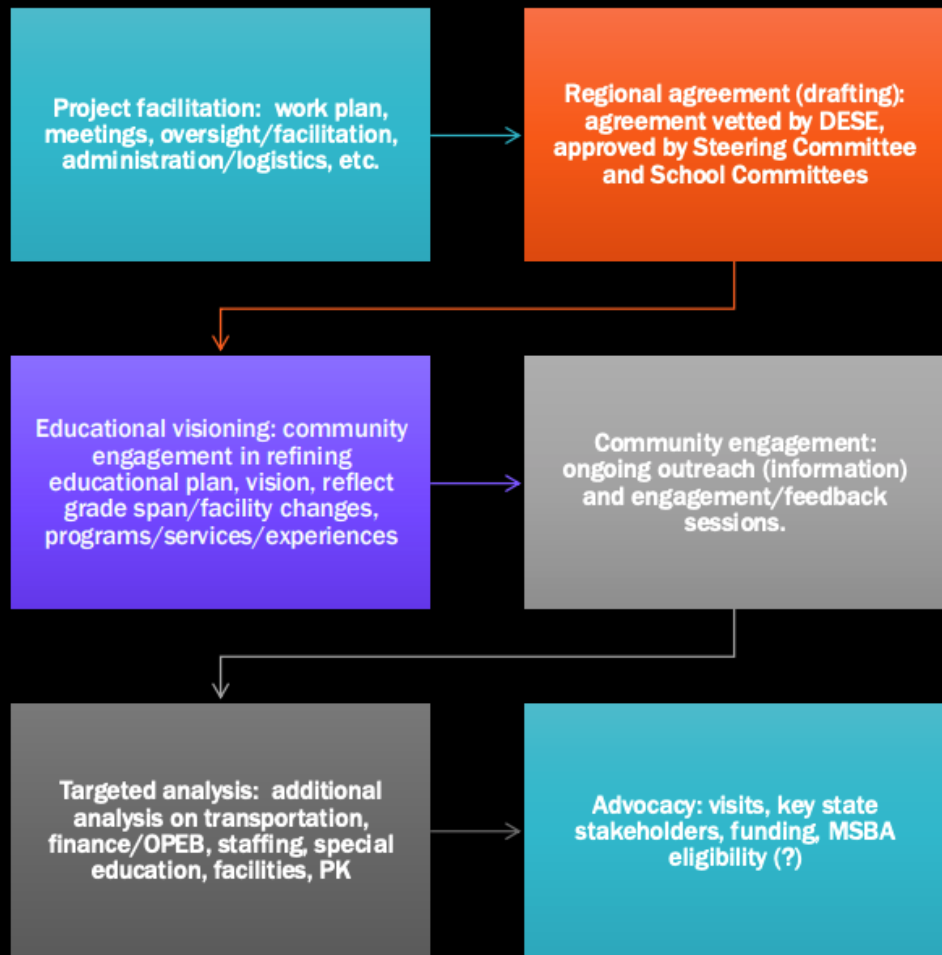 Project facilitation:  work plan,
meetings, oversight/facilitation,
administration/logistics, etc.
Regional agreement (drafting):
agreement vetted by DESE,
approved by Steering Committee
and School Committees
Educational visioning: community
engagement in refining
educational plan, vision, reflect
grade span/facility changes,
programs/services/experiences
Community engagement:
ongoing outreach (information)
and engagement/feedback
sessions.
Targeted analysis:  additional
analysis on transportation,
finance/OPEB, staffing, special
education, facilities, PK
Advocacy: visits, key state
stakeholders, funding, MSBA
eligibility (?)